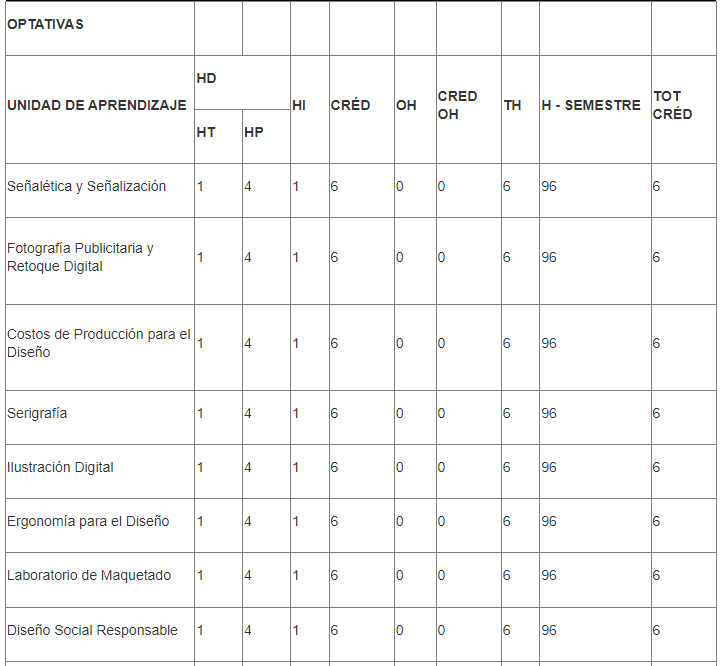 OPTATIVAS
UNIDAD DE APRENDIZAJE HD HI CRÉD OH CRED OH TH H - SEMESTRE TOT CRÉD
HT HP
Señalética y Señalización 1 4 1 6 0 0 6 96 6
Fotografía Publicitaria y
Retoque Digital 1 4 1 6 0 0 6 96 6
Costos de Producción para el
Diseño 1 4 1 6 0 0 6 96 6
Serigrafía 1 4 1 6 0 0 6 96 6
Ilustración Digital 1 4 1 6 0 0 6 96 6
Ergonomía para el Diseño 1 4 1 6 0 0 6 96 6
Laboratorio de Maquetado 1 4 1 6 0 0 6 96 6
Diseño Social Responsable 1 4 1 6 0 0 6 96 6